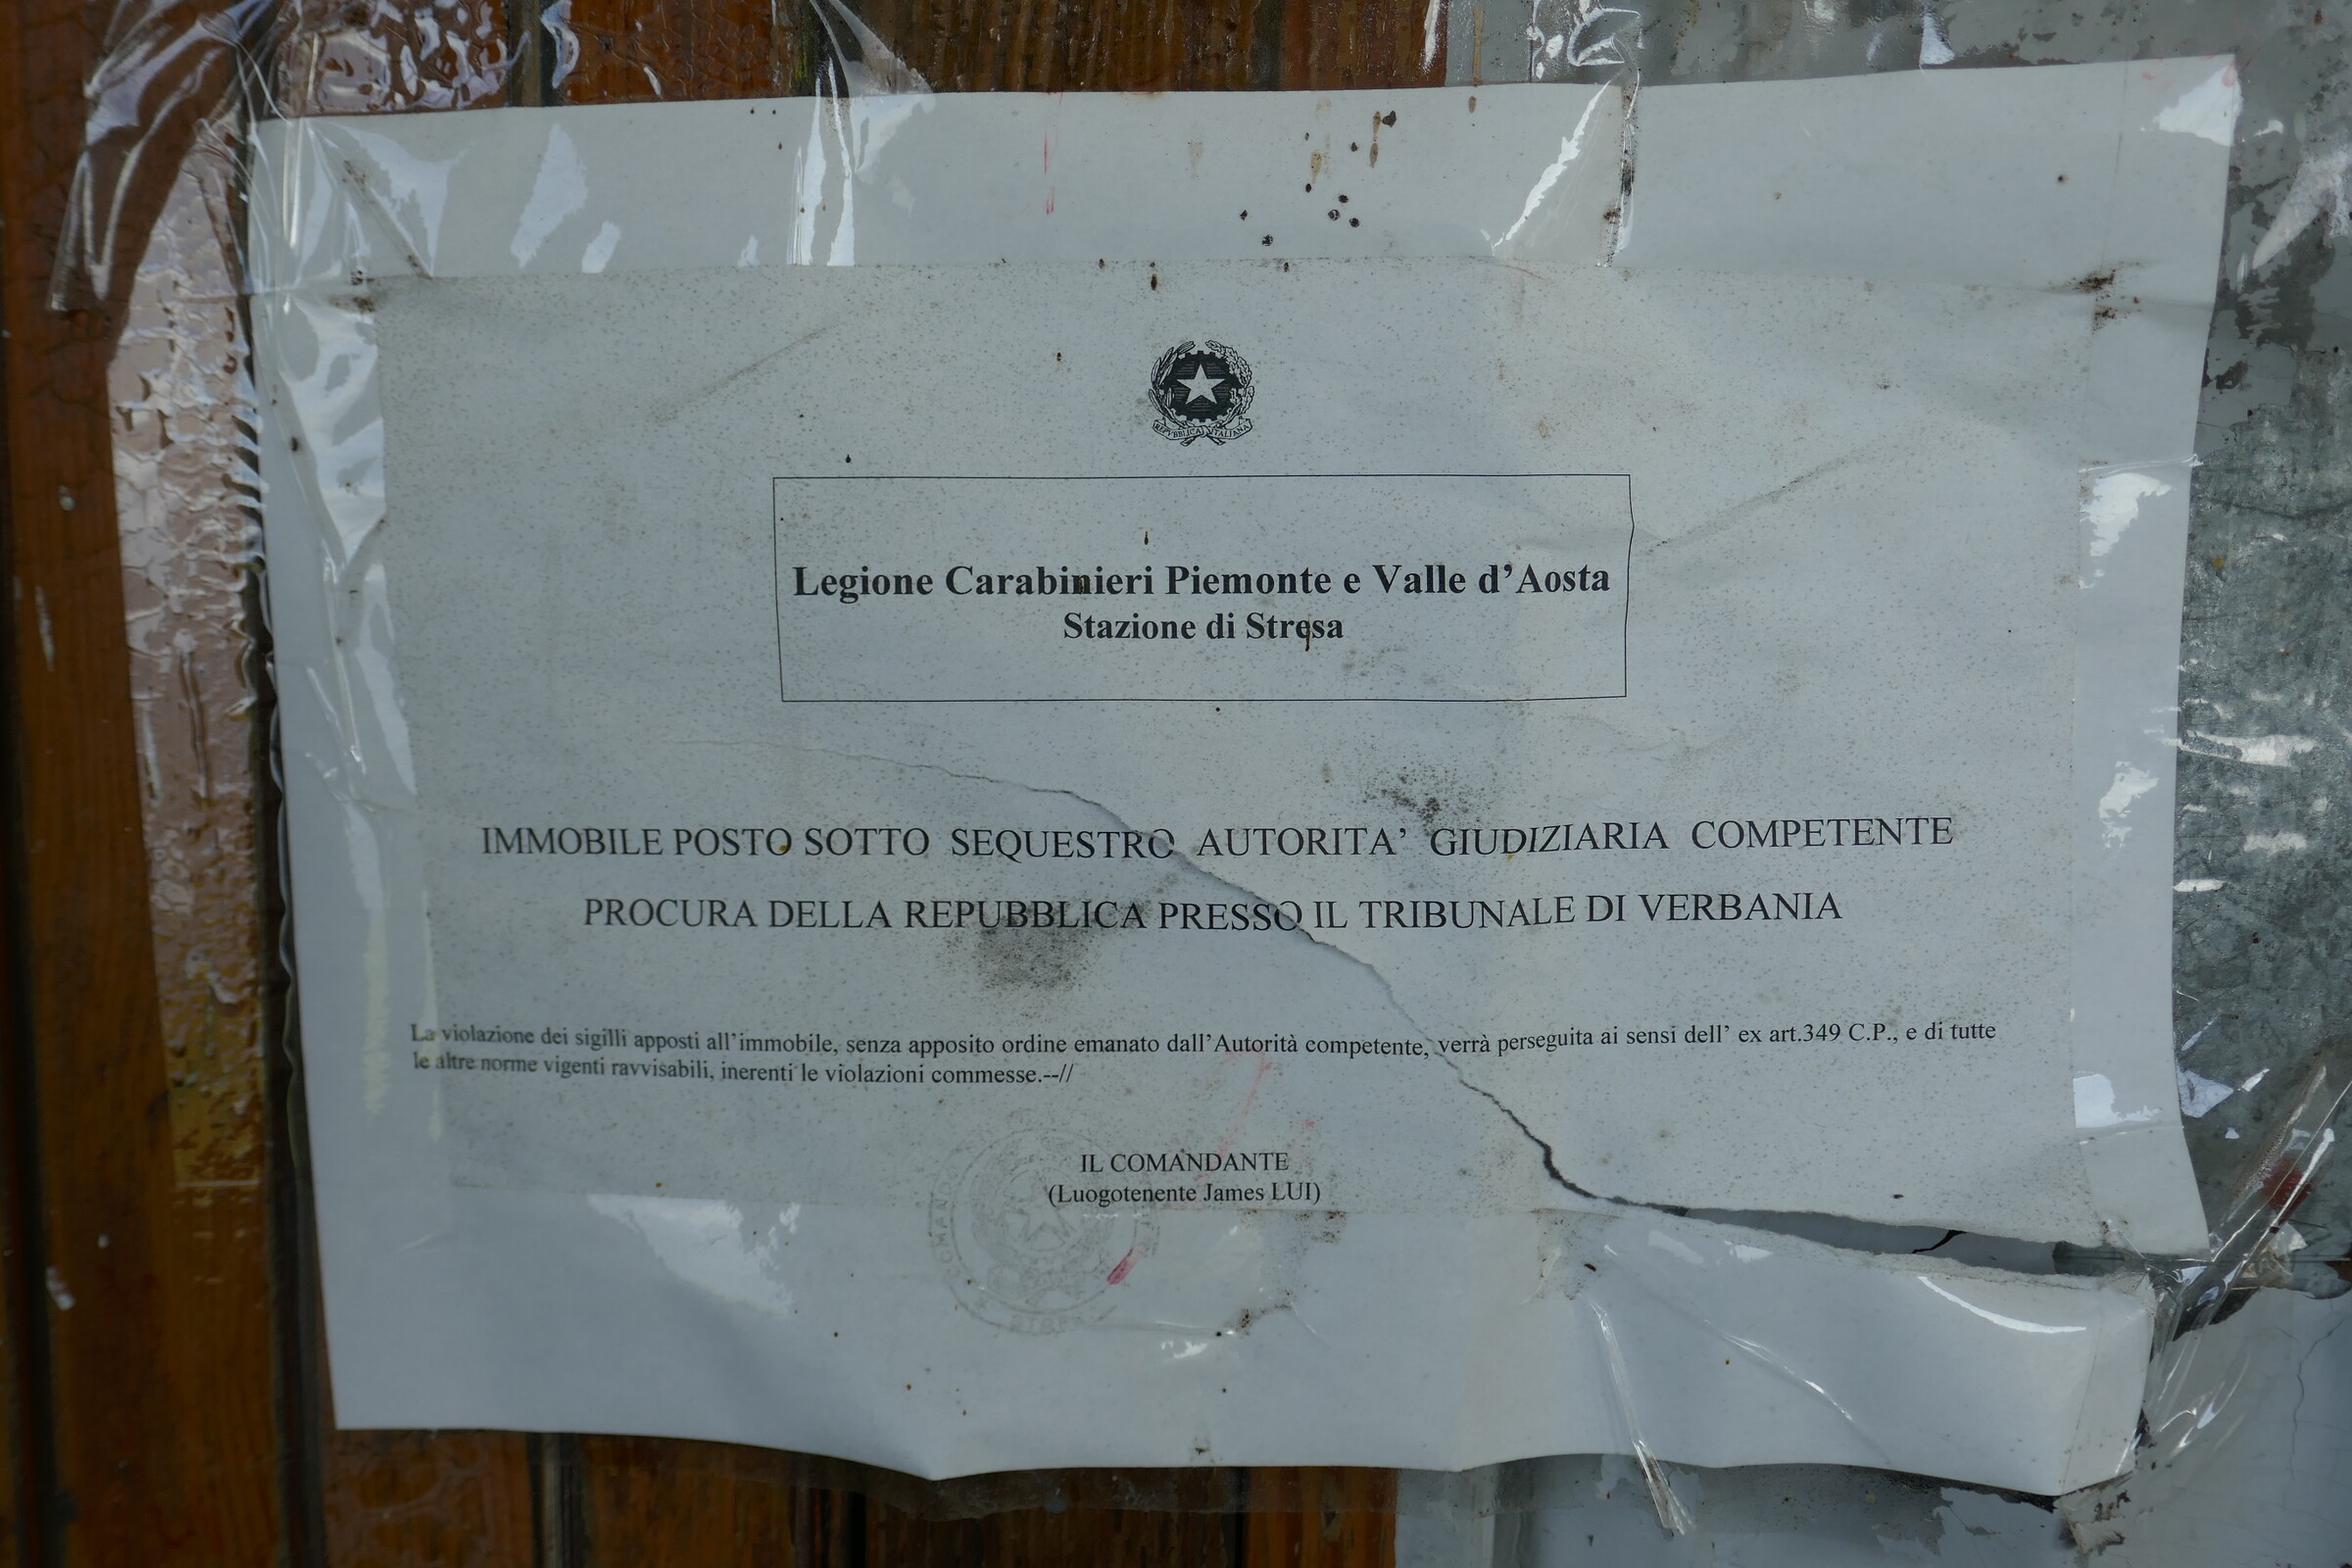 REPVBBLICA ITALIANA
Legione Carabinieri Piemonte e Valle d’Aosta
Stazione di Stresa
IMMOBILE POSTO SOTTO SEQUESTRO AUTORITA’ GIUDIZIARIA COMPETENTE
PROCURA DELLA REPUBBLICA PRESSO IL TRIBUNALE DI VERBANIA
La violazione dei sigilli apposti all’immobile, senza apposito ordine emanato dall’Autorità competente, verrà perseguita ai sensi dell’ ex art.349 C.P., e di tutte
le altre norme vigenti ravvisabili, inerenti le violazioni commesse.--//
IL COMANDANTE
(Luogotenente James LUI)